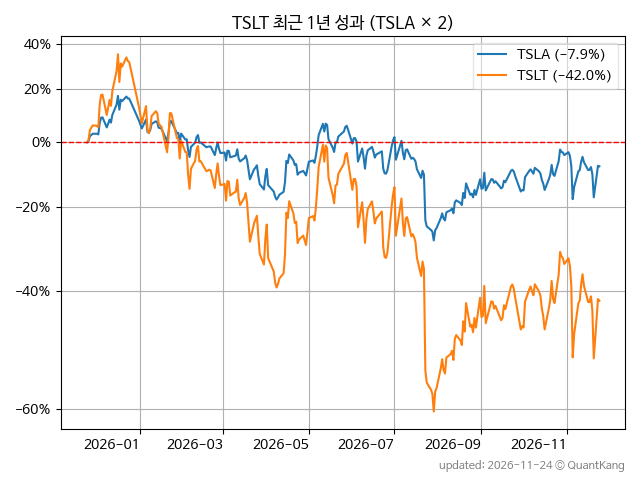 TSLT 최근 1년 성과 (TSLA × 2)
TSLA (−7.9%)
TSLT (−42.0%)
40%
20%
0%
−20%
−40%
−60%
2026−01 2026−03 2026−05 2026−07 2026−09 2026−11
updated: 2026−11−24 © QuantKang